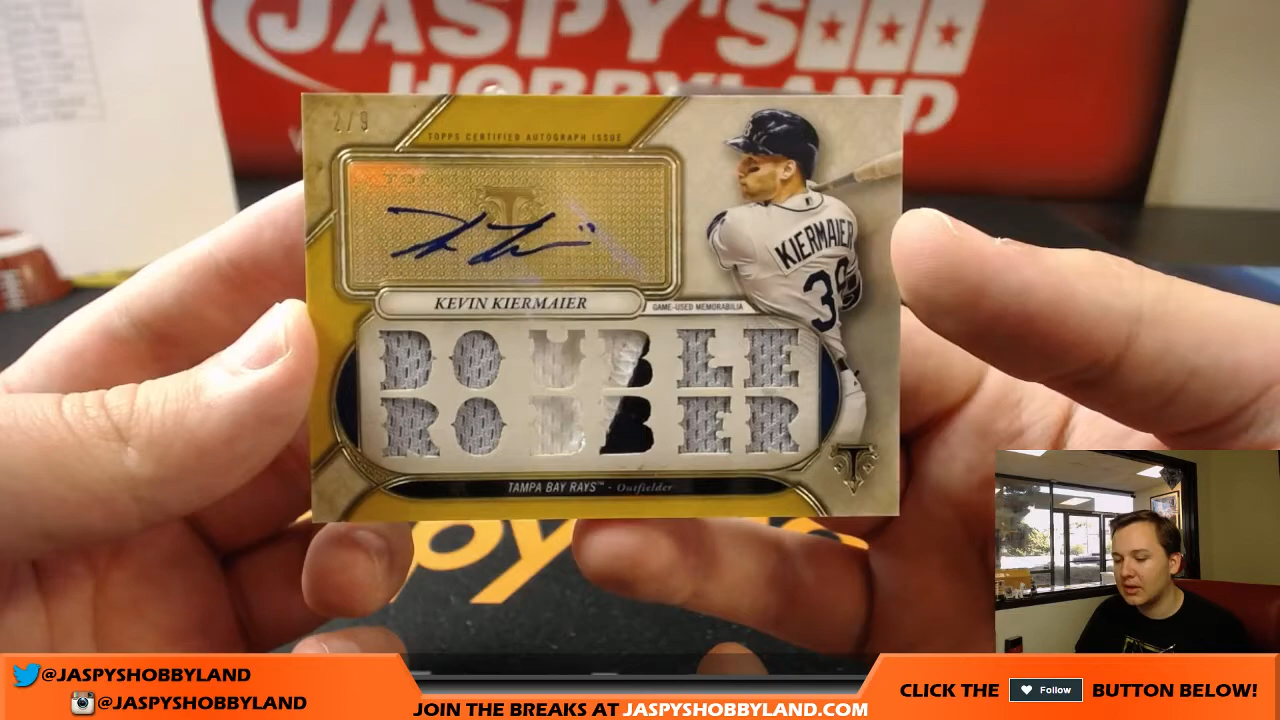 JASPY'S
HOBBYLAND
2/9
TOPPS CERTIFIED AUTOGRAPH ISSUE
KIERMAIER
39
KEVIN KIERMAIER
GAME-USED MEMORABILIA
DOUBLE
ROBBER
TAMPA BAY RAYS™ - Outfielder
@JASPYSHOBBYLAND
@JASPYSHOBBYLAND
JOIN THE BREAKS AT JASPYSHOBBYLAND.COM
CLICK THE Follow BUTTON BELOW!